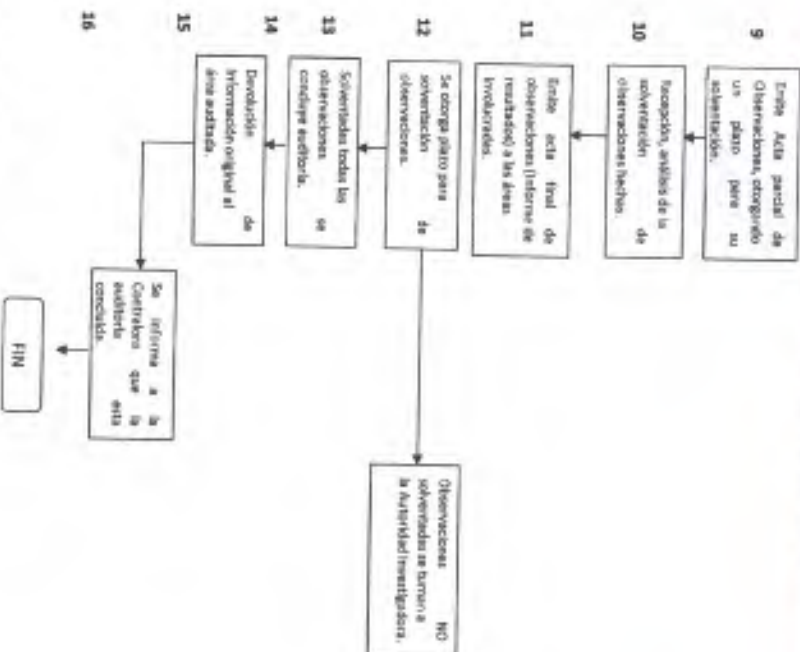 9
Emite Acta parcial de
Observaciones, otorgando
un plazo para su
solventación.
10
Recepción, análisis de la
solventación de
observaciones hechas.
11
Emite acta final de
observaciones (Informe de
resultados) a las áreas
involucradas.
12
Se otorga plazo para
solventación de
observaciones.
Observaciones NO
solventadas se turnan a
la Autoridad Investigadora.
13
Solventadas todas las
observaciones se
concluye auditoría.
14
Devolución de
información original al
área auditada.
15
Se informa a la
Contralora que la
auditoría esta
concluida.
16
FIN